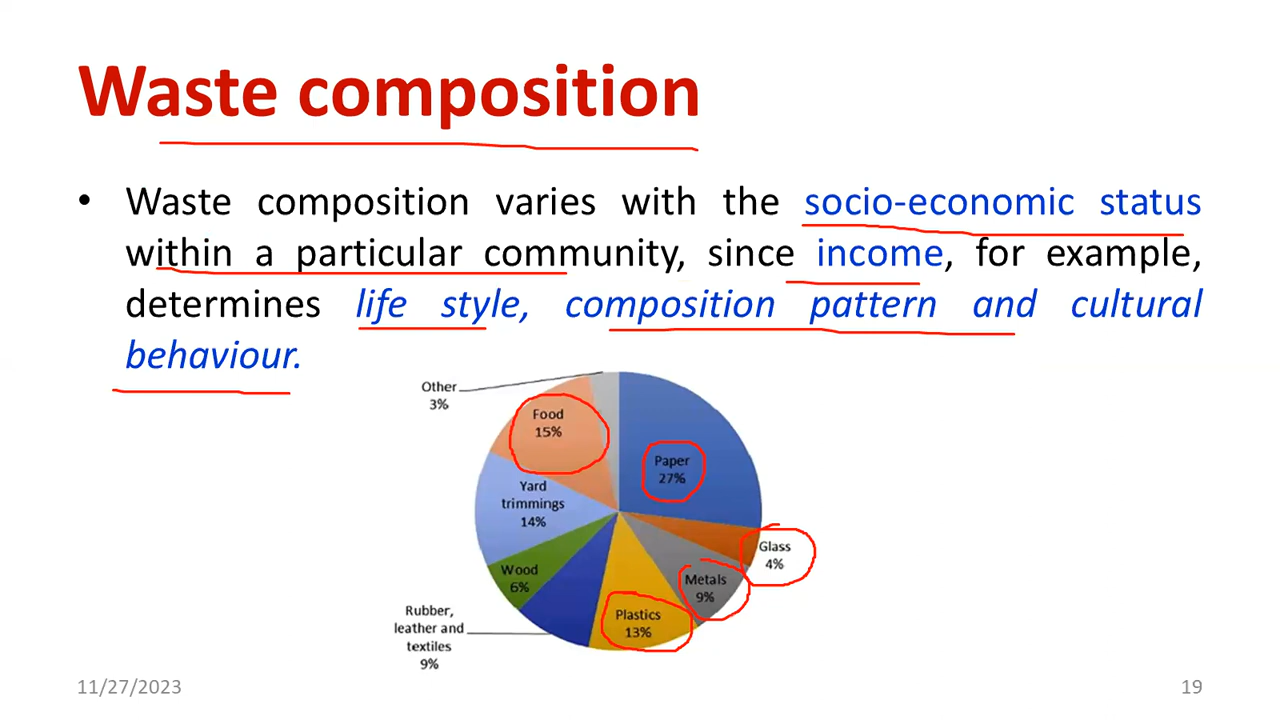 Waste composition
• Waste composition varies with the socio-economic status
within a particular community, since income, for example,
determines life style, composition pattern and cultural
behaviour.
Other
3%
Food
15%
Paper
27%
Yard
trimmings
14%
Glass
4%
Wood
6%
Metals
9%
Plastics
13%
Rubber,
leather and
textiles
9%
11/27/2023
19